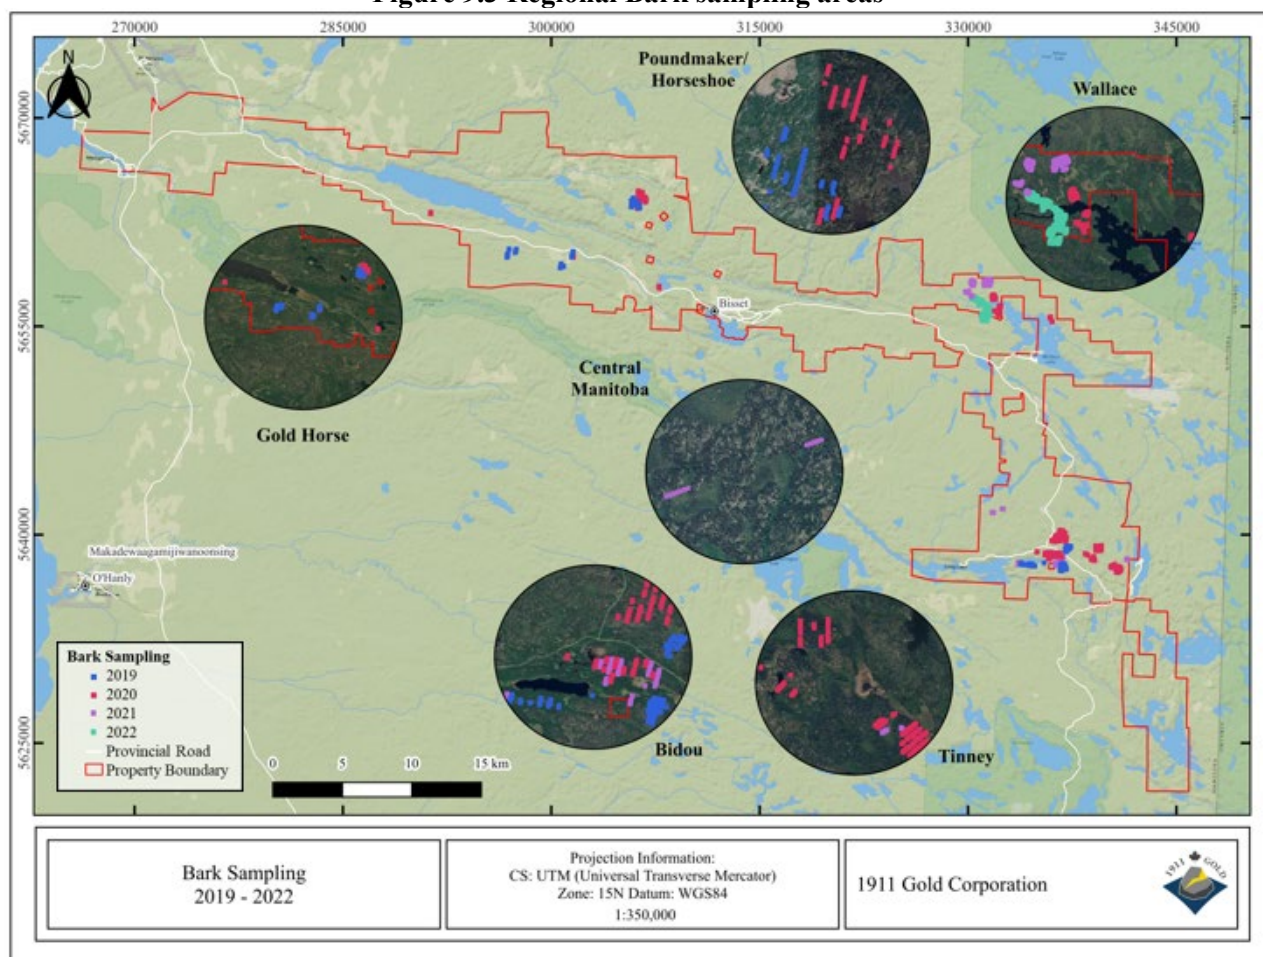 Figure 9.3 Regional Bark sampling areas
270000 285000 300000 315000 330000 345000
N
5670000
5655000
5640000
5625000
Poundmaker/
Horseshoe
Wallace
Gold Horse
Bisset
Central
Manitoba
Makadewaagamijiwanoonsing
O'Hanly
Bidou
Tinney
Bark Sampling
2019
2020
2021
2022
Provincial Road
Property Boundary
0 5 10 15 km
Bark Sampling
2019 - 2022
Projection Information:
CS: UTM (Universal Transverse Mercator)
Zone: 15N Datum: WGS84
1:350,000
1911 Gold Corporation
1911 GOLD